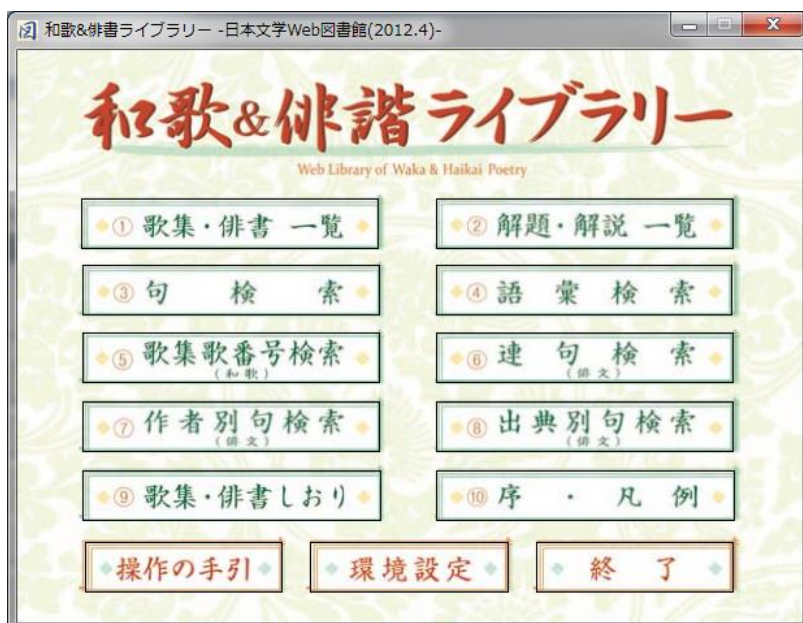 和歌&俳書ライブラリー -日本文学Web図書館(2012.4)-
和歌&俳諧ライブラリー
Web Library of Waka & Haikai Poetry
① 歌集・俳書 一覧
② 解題・解説 一覧
③ 句検索
④ 語彙検索
⑤ 歌集歌番号検索
(和歌)
⑥ 連句検索
(俳文)
⑦ 作者別句検索
(俳文)
⑧ 出典別句検索
(俳文)
⑨ 歌集・俳書しおり
⑩ 序・凡例
操作の手引
環境設定
終了